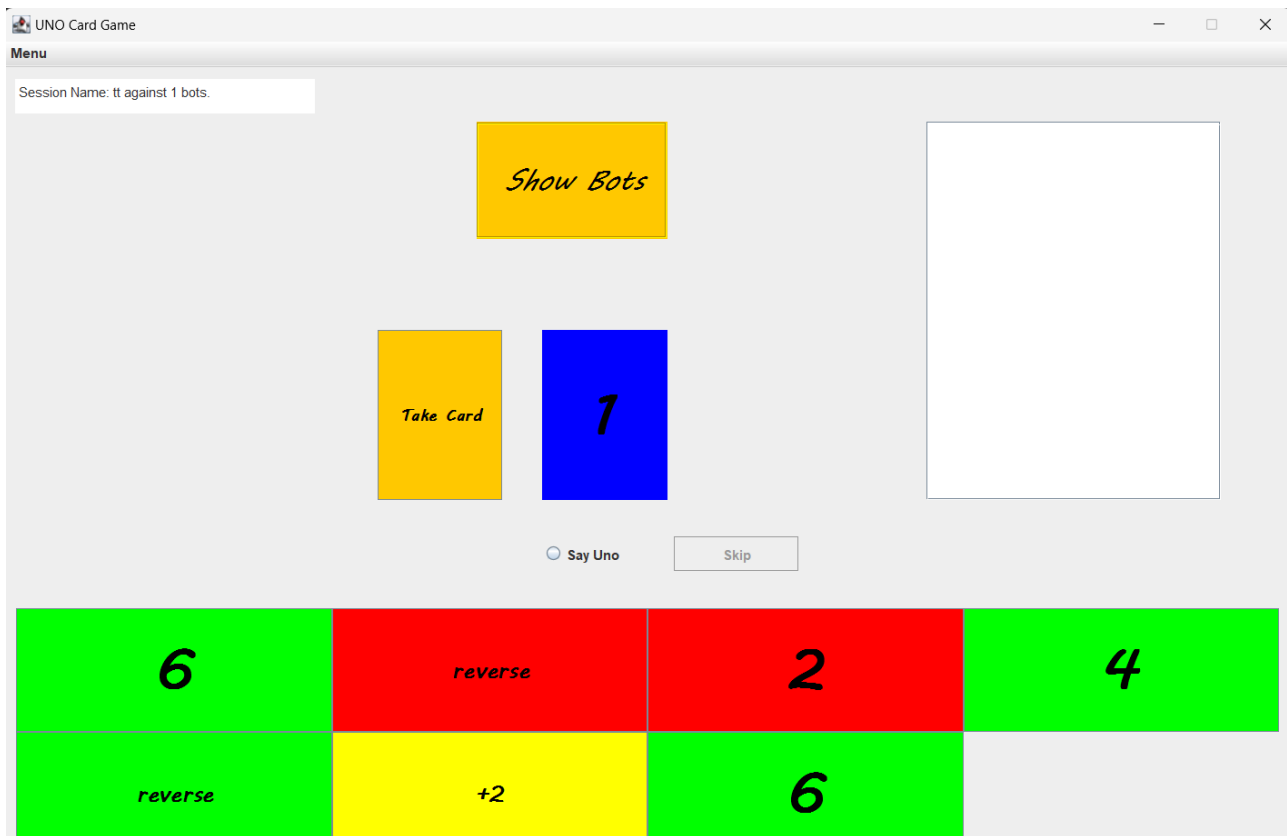 UNO Card Game
Menu
Session Name: tt against 1 bots.
Show Bots
Take Card
1
Say Uno
Skip
6
reverse
2
4
reverse
+2
6